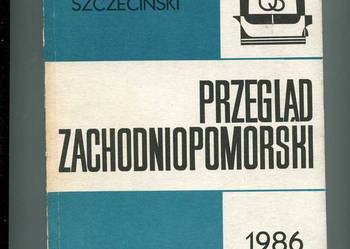 SZCZECIŃSKI
PRZEGLĄD
ZACHODNIOPOMORSKI
1986